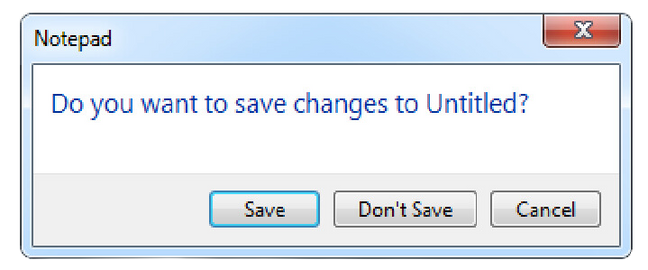 Notepad
Do you want to save changes to Untitled?
Save Don't Save Cancel